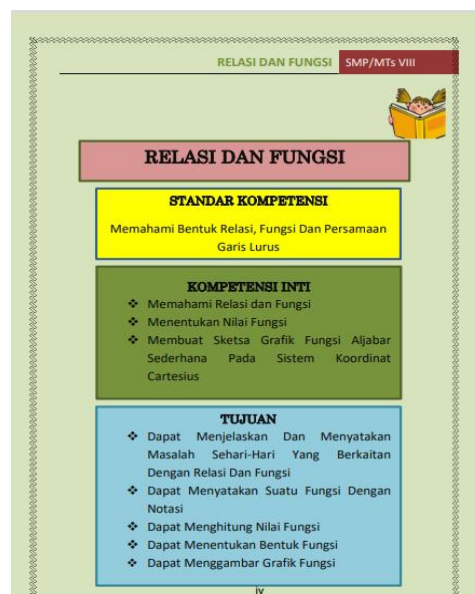 RELASI DAN FUNGSI SMP/MTs VIII
RELASI DAN FUNGSI
STANDAR KOMPETENSI
Memahami Bentuk Relasi, Fungsi Dan Persamaan
Garis Lurus
KOMPETENSI INTI
❖ Memahami Relasi dan Fungsi
❖ Menentukan Nilai Fungsi
❖ Membuat Sketsa Grafik Fungsi Aljabar
Sederhana Pada Sistem Koordinat
Cartesius
TUJUAN
❖ Dapat Menjelaskan Dan Menyatakan
Masalah Sehari-Hari Yang Berkaitan
Dengan Relasi Dan Fungsi
❖ Dapat Menyatakan Suatu Fungsi Dengan
Notasi
❖ Dapat Menghitung Nilai Fungsi
❖ Dapat Menentukan Bentuk Fungsi
❖ Dapat Menggambar Grafik Fungsi
iv